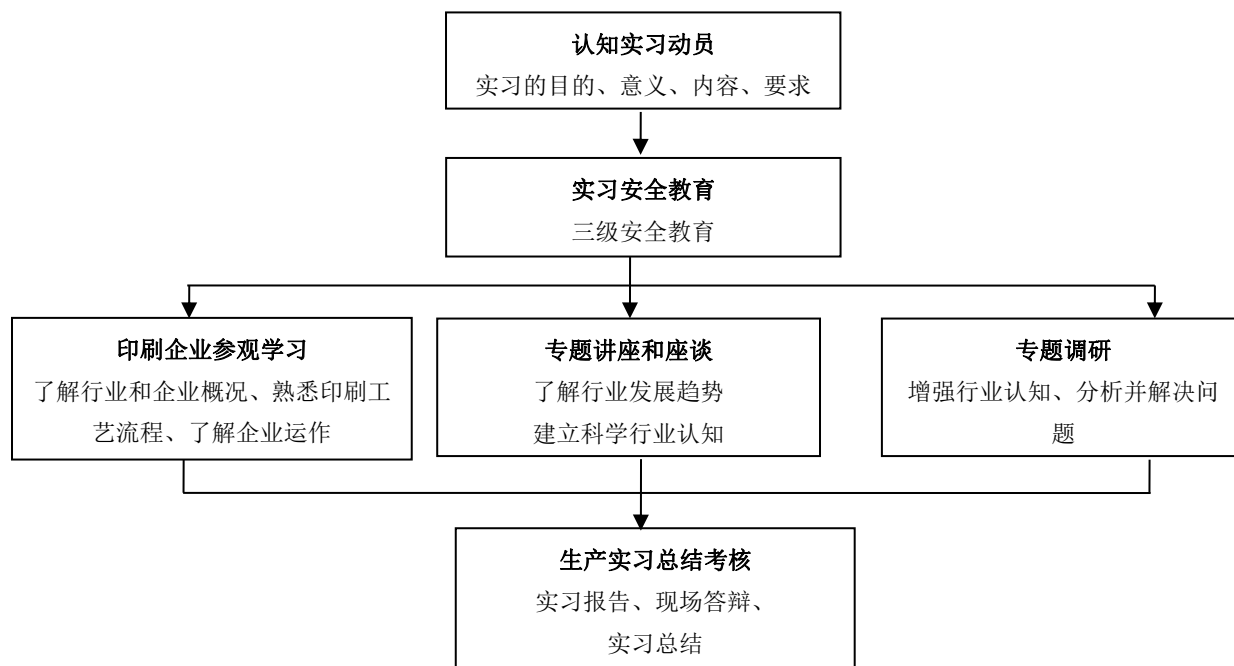 认知实习动员
实习的目的、意义、内容、要求
实习安全教育
三级安全教育
印刷企业参观学习
了解行业和企业概况、熟悉印刷工
艺流程、了解企业运作
专题讲座和座谈
了解行业发展趋势
建立科学行业认知
专题调研
增强行业认知、分析并解决问
题
生产实习总结考核
实习报告、现场答辩、
实习总结